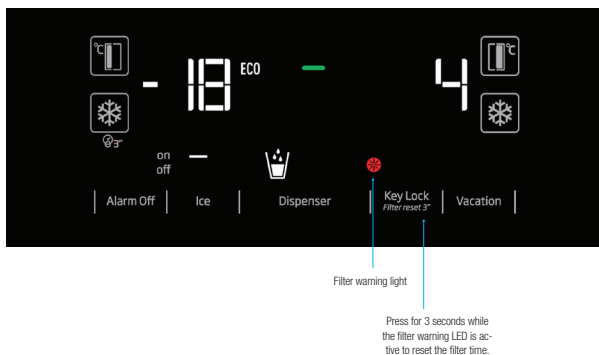 °C
-18 ECO
4 °C
3"
on
off
Alarm Off Ice Dispenser Key Lock Vacation
Filter reset 3"
Filter warning light
Press for 3 seconds while
the filter warning LED is ac-
tive to reset the filter time.